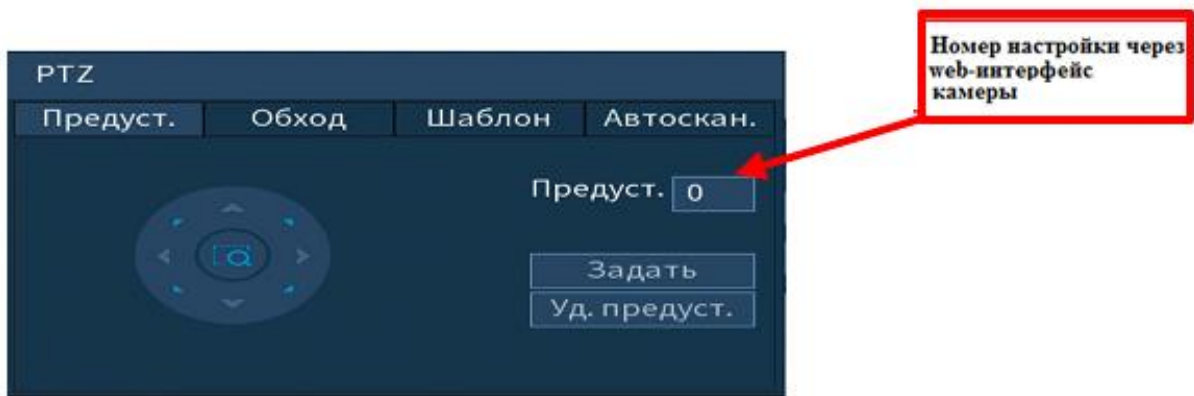 Номер настройки через
web-интерфейс
камеры
PTZ
Предуст. Обход Шаблон Автоскан.
Предуст. 0
Задать
Уд. предуст.